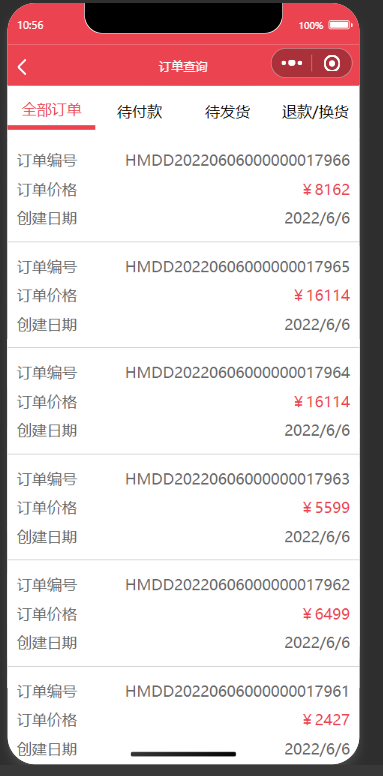 10:56 100%
订单查询
全部订单 待付款 待发货 退款/换货
订单编号 HMDD20220606000000017966
订单价格 ￥8162
创建日期 2022/6/6
订单编号 HMDD20220606000000017965
订单价格 ￥16114
创建日期 2022/6/6
订单编号 HMDD20220606000000017964
订单价格 ￥16114
创建日期 2022/6/6
订单编号 HMDD20220606000000017963
订单价格 ￥5599
创建日期 2022/6/6
订单编号 HMDD20220606000000017962
订单价格 ￥6499
创建日期 2022/6/6
订单编号 HMDD20220606000000017961
订单价格 ￥2427
创建日期 2022/6/6